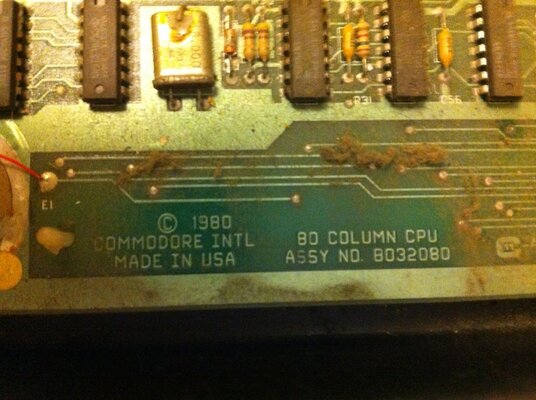 R31
C56
E1
© 1980
COMMODORE INTL
MADE IN USA
80 COLUMN CPU
ASSY NO. 8032080